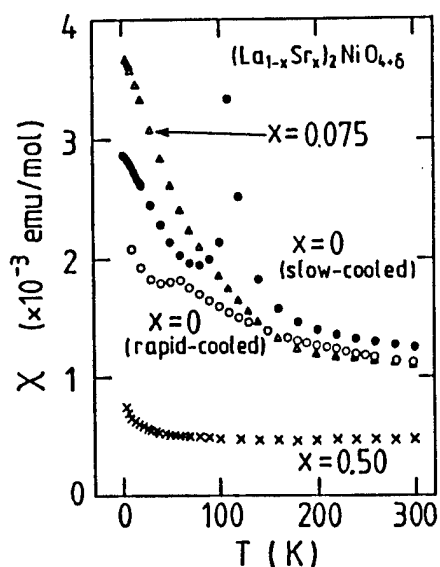 4
3
2
1
0
χ (×10⁻³ emu/mol)
(La₁₋ₓSrₓ)₂NiO₄₊δ
X=0.075
X=0
(slow-cooled)
X=0
(rapid-cooled)
X=0.50
0 100 200 300
T (K)